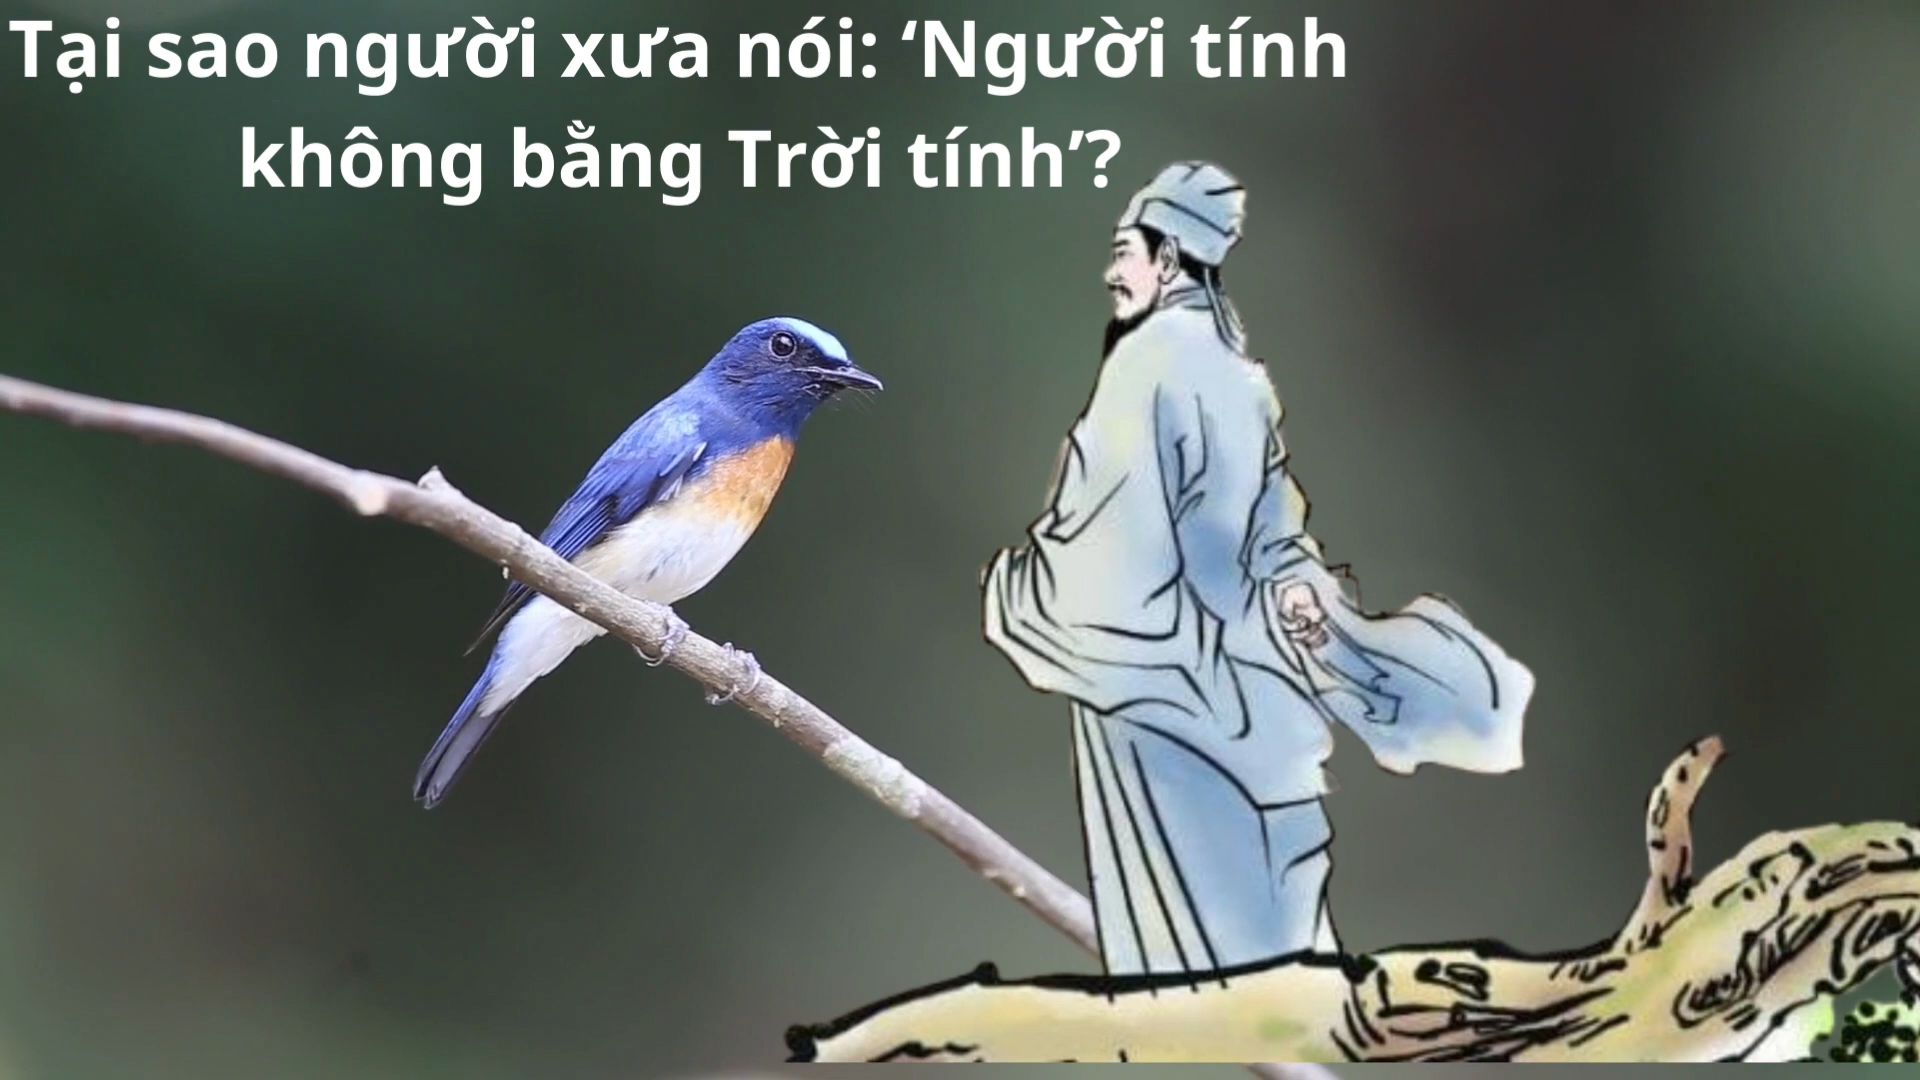 Tại sao người xưa nói: ‘Người tính
không bằng Trời tính’?